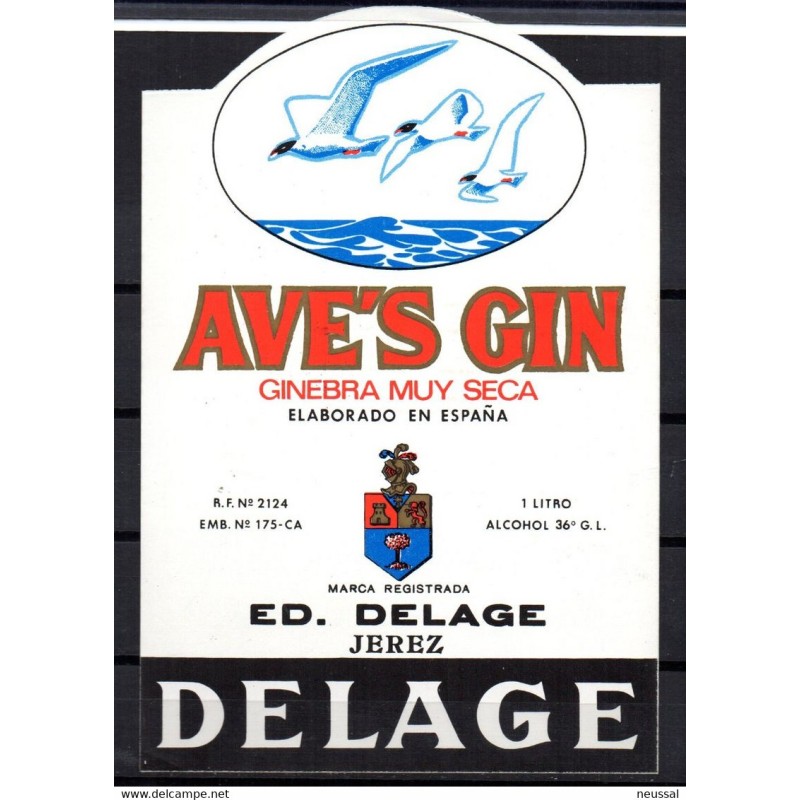 AVE'S GIN
GINEBRA MUY SECA
ELABORADO EN ESPAÑA
R.F. Nº 2124
EMB. Nº 175-CA
1 LITRO
ALCOHOL 36º G.L.
MARCA REGISTRADA
ED. DELAGE
JEREZ
DELAGE
www.delcampe.net
neussal